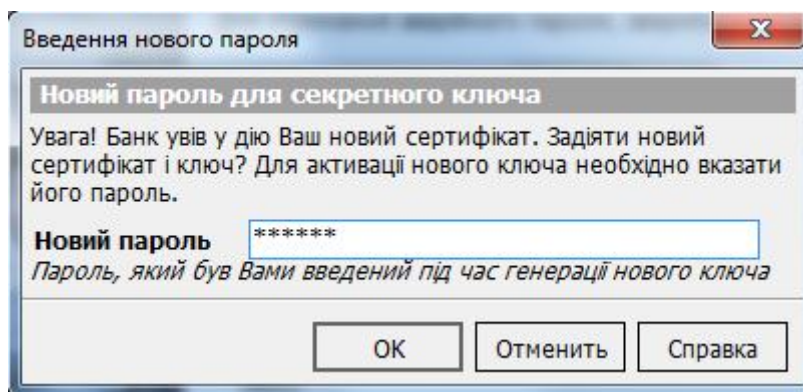 Введення нового пароля
Новий пароль для секретного ключа
Увага! Банк увів у дію Ваш новий сертифікат. Задіяти новий
сертифікат і ключ? Для активації нового ключа необхідно вказати
його пароль.
Новий пароль ******
Пароль, який був Вами введений під час генерації нового ключа
OK Отменить Справка